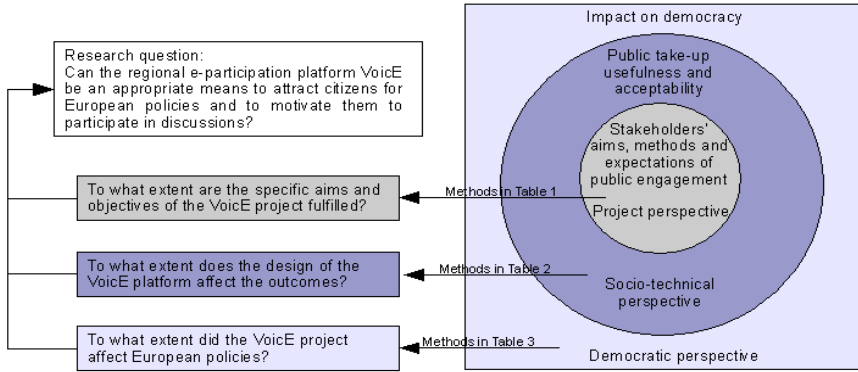 Research question:
Can the regional e-participation platform VoicE
be an appropriate means to attract citizens for
European policies and to motivate them to
participate in discussions?
To what extent are the specific aims and
objectives of the VoicE project fulfilled?
To what extent does the design of the
VoicE platform affect the outcomes?
To what extent did the VoicE project
affect European policies?
Methods in Table 1
Methods in Table 2
Methods in Table 3
Impact on democracy
Public take-up
usefulness and
acceptability
Stakeholders'
aims, methods and
expectations of
public engagement
Project perspective
Socio-technical
perspective
Democratic perspective